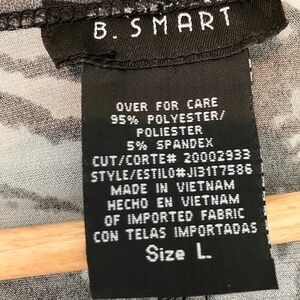 B. SMART
OVER FOR CARE
95% POLYESTER/
POLIESTER
5% SPANDEX
CUT/CORTE# 20002933
STYLE/ESTILO#JI31T7586
MADE IN VIETNAM
HECHO EN VIETNAM
OF IMPORTED FABRIC
CON TELAS IMPORTADAS
Size L